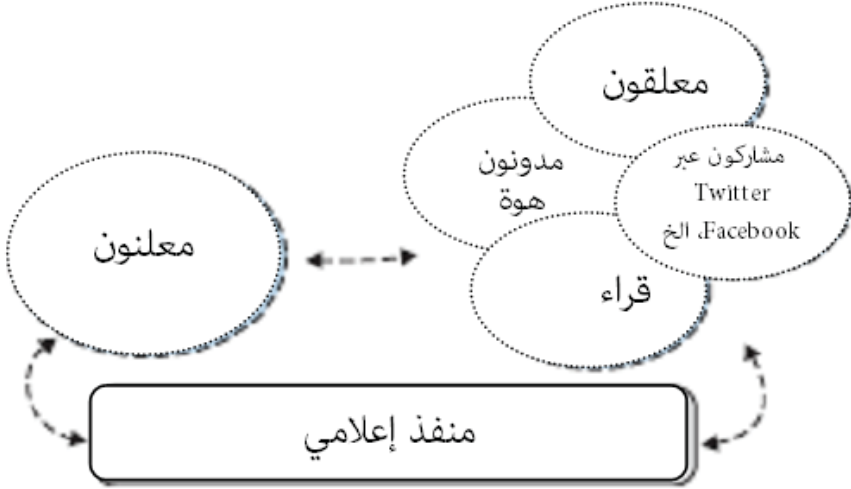 معلقون
مدونون
هوة
مشاركون عبر
Twitter
Facebook، الخ
معلنون
قراء
منفذ إعلامي